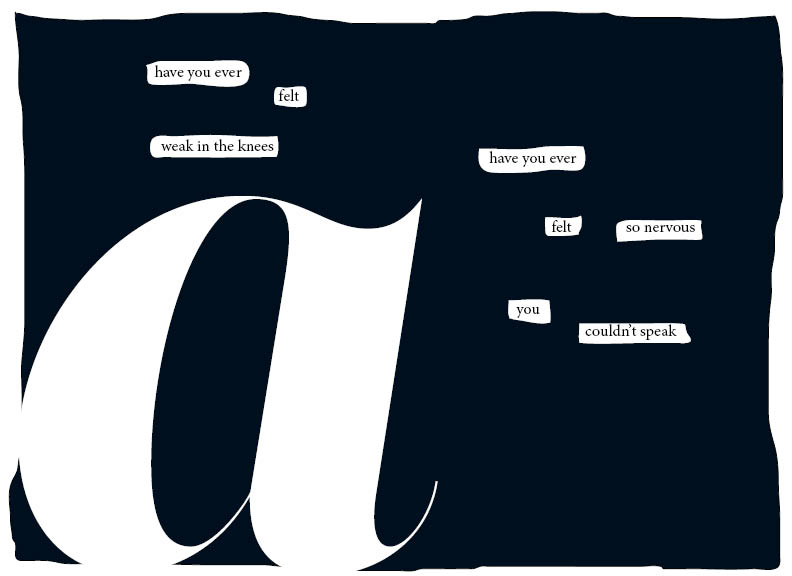 have you ever
felt
weak in the knees
a
have you ever
felt so nervous
you
couldn't speak